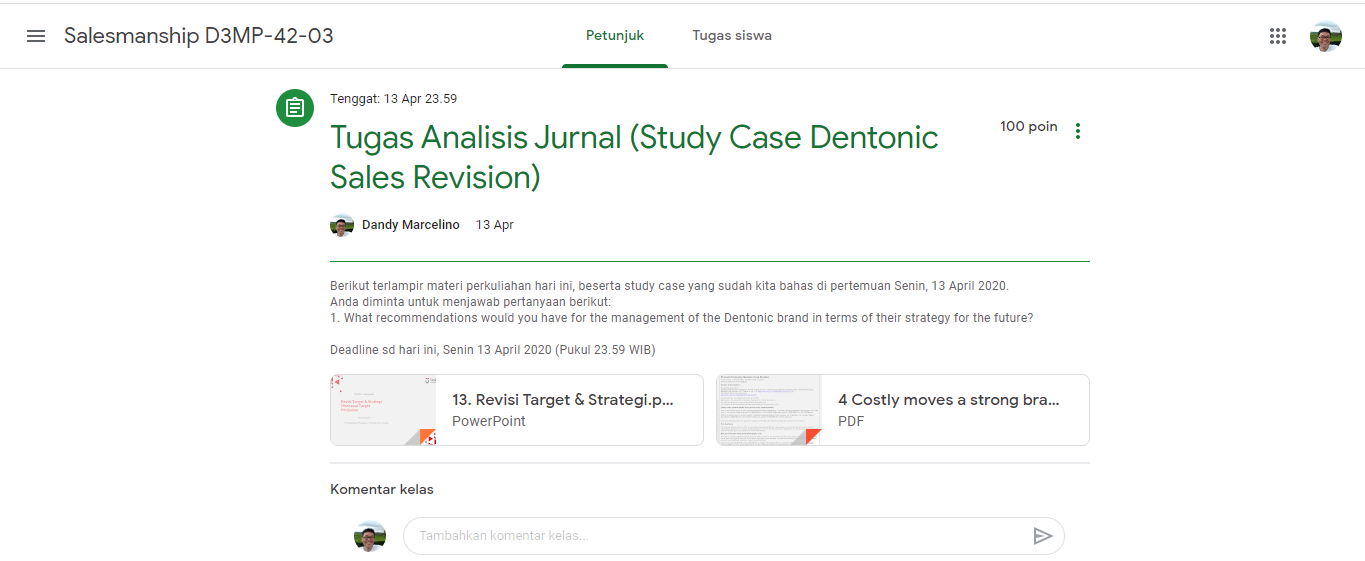 Salesmanship D3MP-42-03
Petunjuk
Tugas siswa
Tenggat: 13 Apr 23.59
Tugas Analisis Jurnal (Study Case Dentonic
Sales Revision)
100 poin
Dandy Marcelino 13 Apr
Berikut terlampir materi perkuliahan hari ini, beserta study case yang sudah kita bahas di pertemuan Senin, 13 April 2020.
Anda diminta untuk menjawab pertanyaan berikut:
1. What recommendations would you have for the management of the Dentonic brand in terms of their strategy for the future?
Deadline sd hari ini, Senin 13 April 2020 (Pukul 23.59 WIB)
Revisi Target & Strategi
13. Revisi Target & Strategi.p...
PowerPoint
4 Costly moves a strong bra...
PDF
Komentar kelas
Tambahkan komentar kelas...